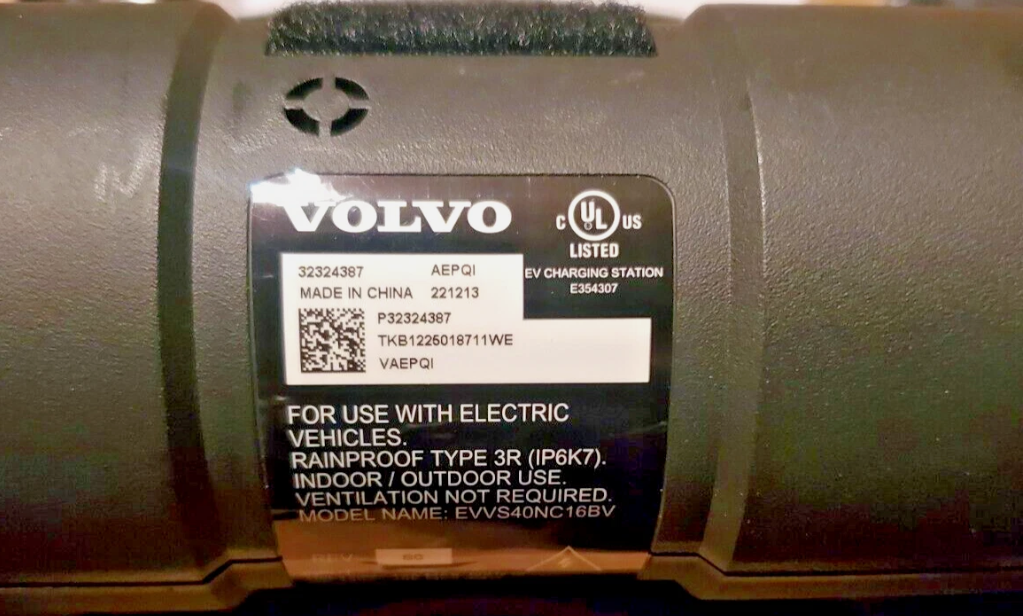 VOLVO
C UL US
LISTED
EV CHARGING STATION
E354307
32324387 AEPQI
MADE IN CHINA 221213
P32324387
TKB1225018711WE
VAEPQI
FOR USE WITH ELECTRIC
VEHICLES.
RAINPROOF TYPE 3R (IP6K7).
INDOOR / OUTDOOR USE.
VENTILATION NOT REQUIRED.
MODEL NAME: EVVS40NC16BV